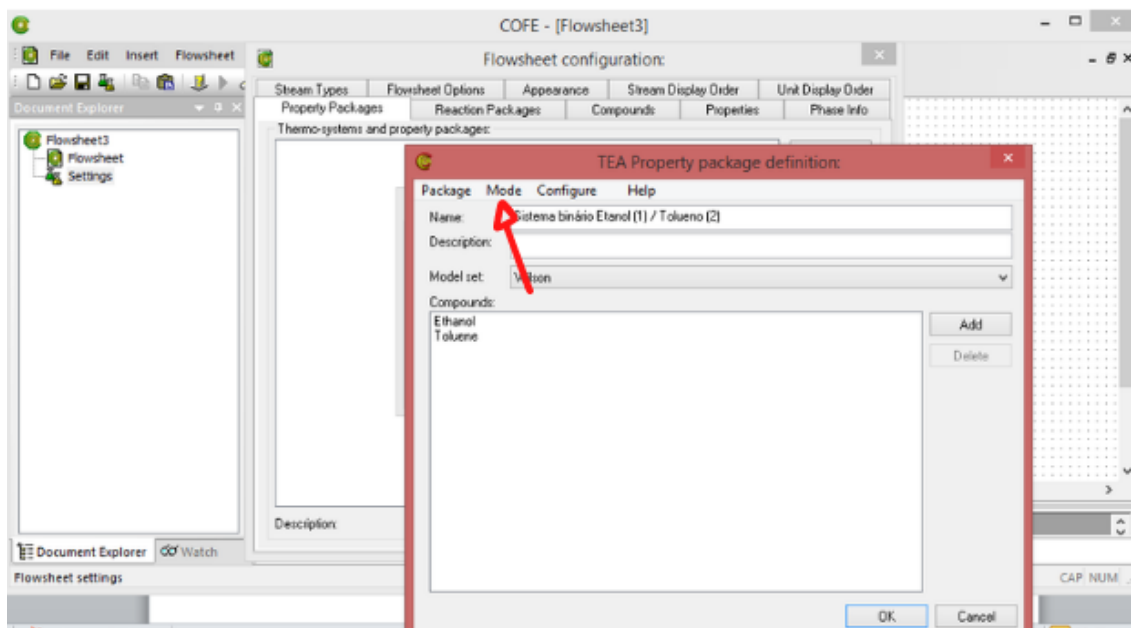 COFE - [Flowsheet3]
File Edit Insert Flowsheet
Flowsheet configuration:
Document Explorer
Stream Types Flowsheet Options Appearance Stream Display Order Unit Display Order
Property Packages Reaction Packages Compounds Properties Phase Info
Thermo-systems and property packages:
Flowsheet3
Flowsheet
Settings
TEA Property package definition:
Package Mode Configure Help
Name: Sistema binário Etanol (1) / Tolueno (2)
Description:
Model set: Wilson
Compounds:
Ethanol
Toluene
Add
Delete
Description:
Document Explorer Watch
Flowsheet settings
CAP NUM
OK Cancel